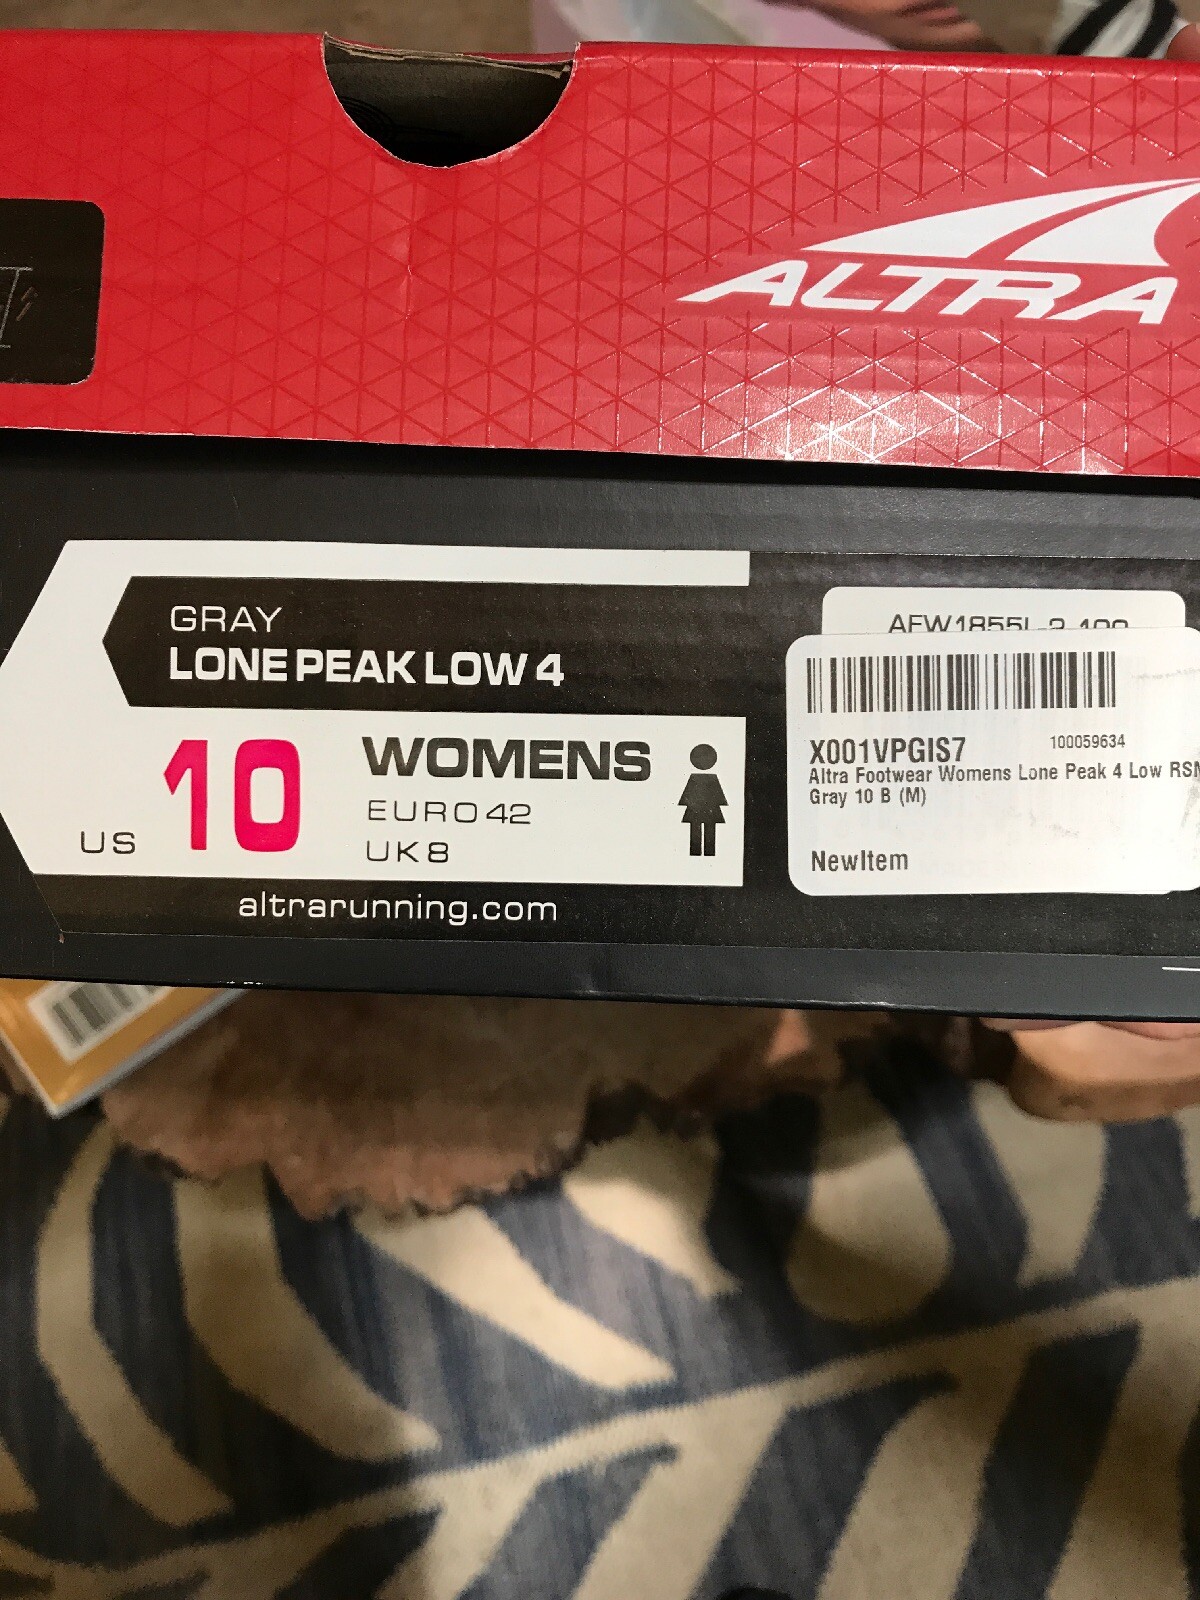 ALTRA
GRAY
LONE PEAK LOW 4
US 10
WOMENS
EURO 42
UK 8
altrarunning.com
X001VPGIS7 100059634
Altra Footwear Womens Lone Peak 4 Low
Gray 10 B (M)
NewItem